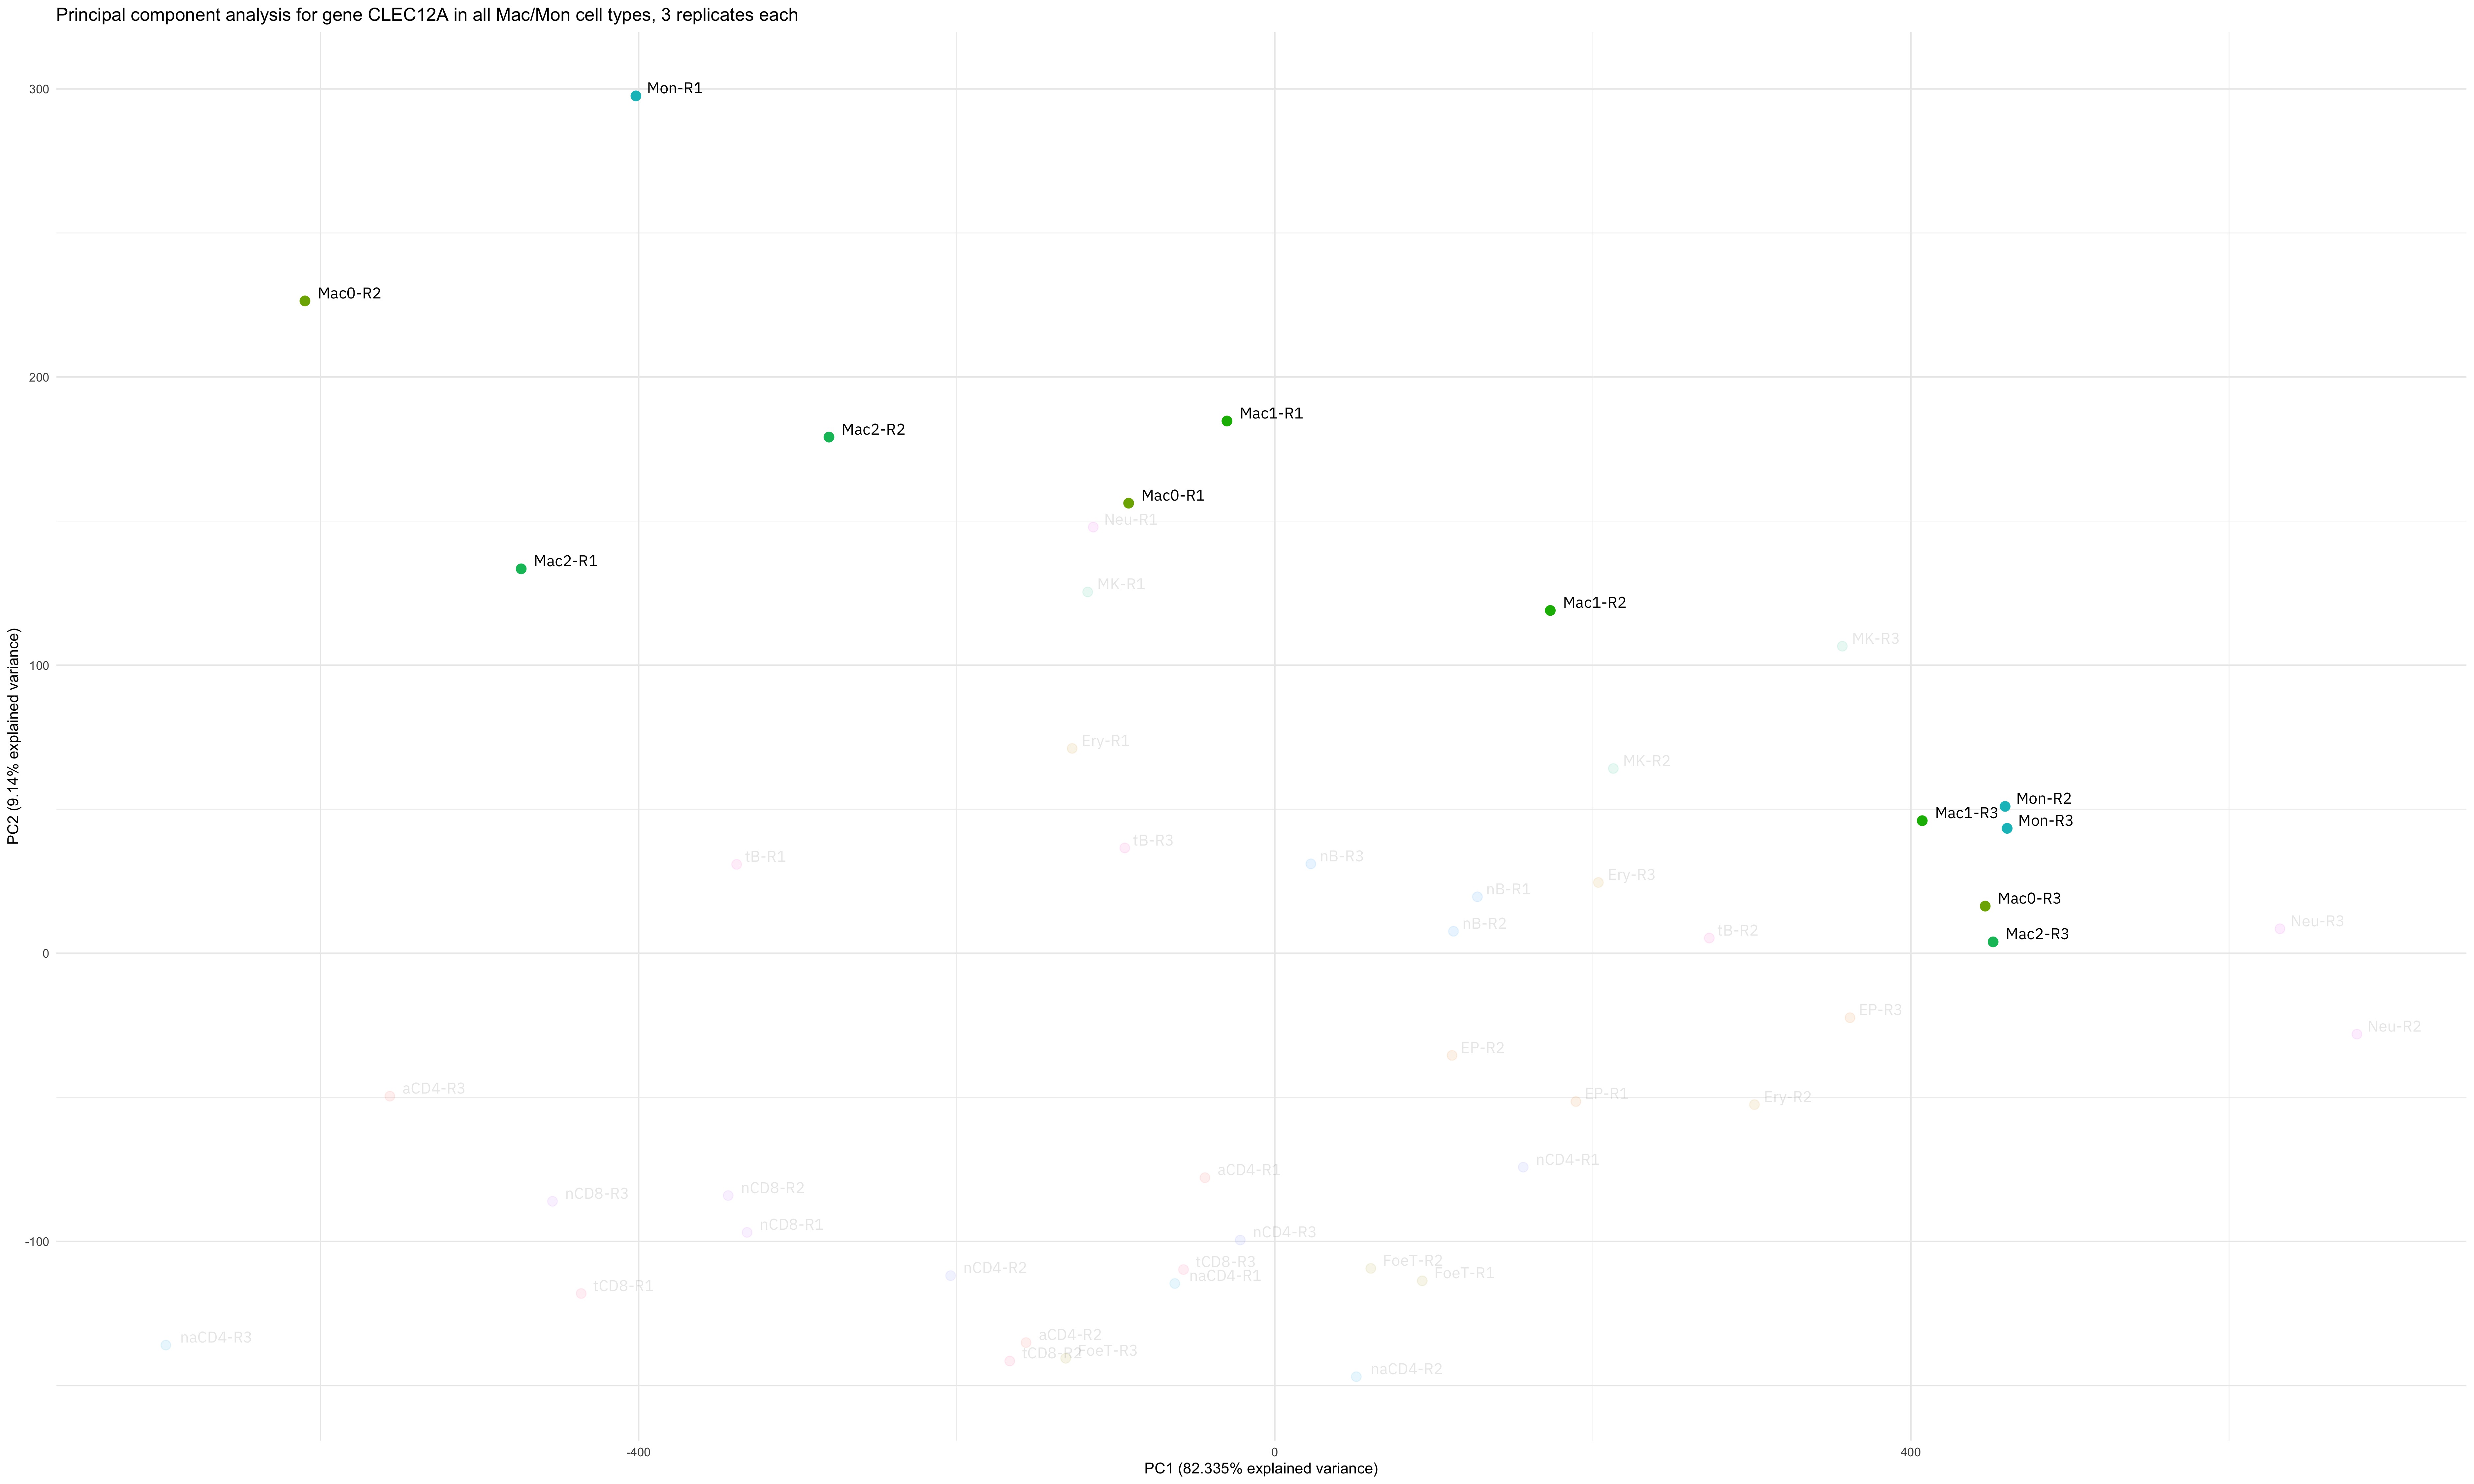 Principal component analysis for gene CLEC12A in all Mac/Mon cell types, 3 replicates each
Mon-R1
300
Mac0-R2
200
Mac1-R1
Mac2-R2
Mac0-R1
Neu-R1
Mac2-R1
MK-R1
Mac1-R2
MK-R3
100
Ery-R1
MK-R2
Mon-R2
Mac1-R3
Mon-R3
tB-R3
tB-R1
nB-R3
Ery-R3
nB-R1
Mac0-R3
Neu-R3
nB-R2
tB-R2
Mac2-R3
0
EP-R3
Neu-R2
EP-R2
aCD4-R3
EP-R1
Ery-R2
nCD4-R1
aCD4-R1
nCD8-R2
nCD8-R3
nCD8-R1
nCD4-R3
-100
tCD8-R3
FoeT-R2
nCD4-R2
FoeT-R1
naCD4-R1
tCD8-R1
aCD4-R2
naCD4-R3
FoeT-R3
tCD8-R2
naCD4-R2
-400
0
400
PC1 (82.335% explained variance)
PC2 (9.14% explained variance)